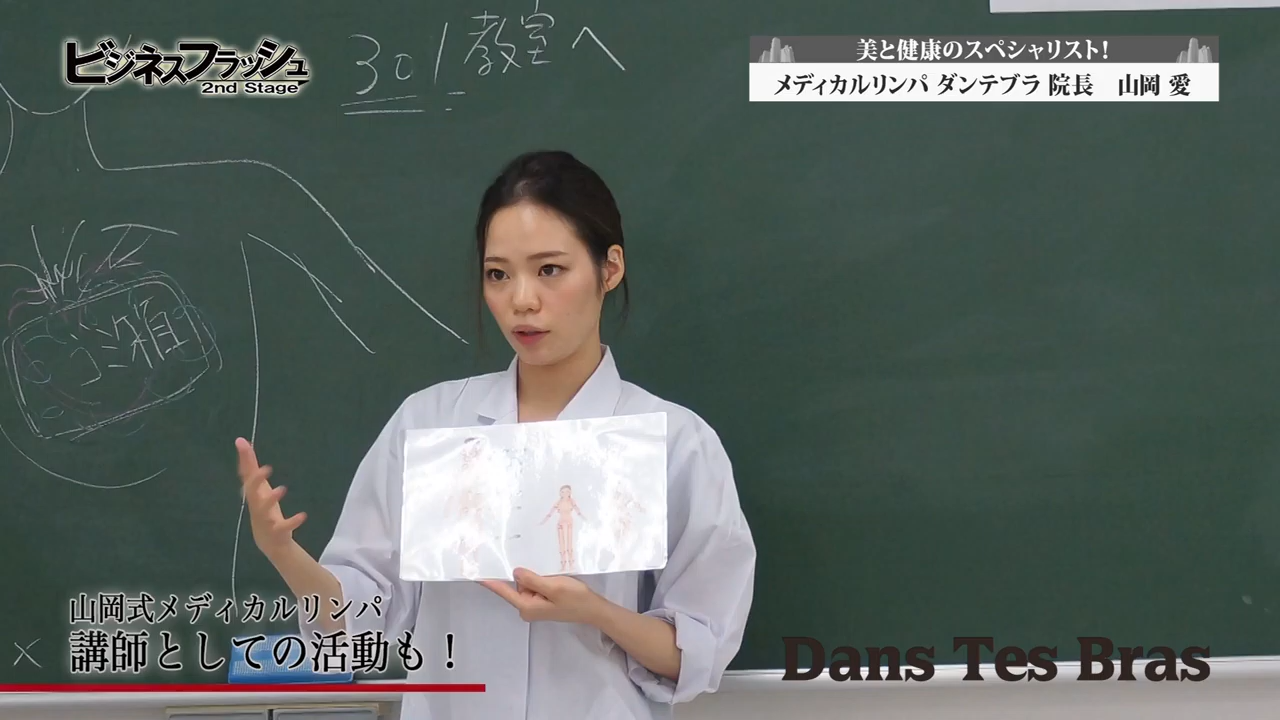 ビジネスフラッシュ
2nd Stage
301教室へ
美と健康のスペシャリスト!
メディカルリンパ ダンテブラ 院長　山岡 愛
ゴミ箱
山岡式メディカルリンパ
講師としての活動も!
Dans Tes Bras